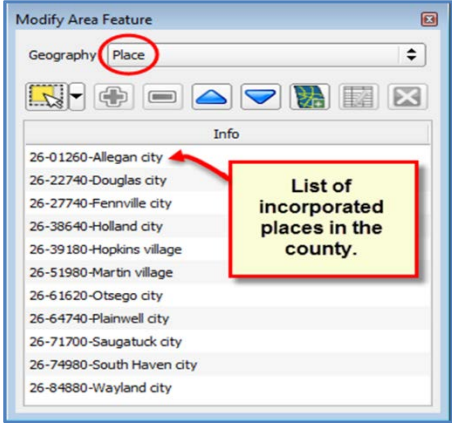 Modify Area Feature
Geography Place
Info
26-01260-Allegan city
26-22740-Douglas city
26-27740-Fennville city
26-38640-Holland city
26-39180-Hopkins village
26-51980-Martin village
26-61620-Otsego city
26-64740-Plainwell city
26-71700-Saugatuck city
26-74980-South Haven city
26-84880-Wayland city
List of
incorporated
places in the
county.